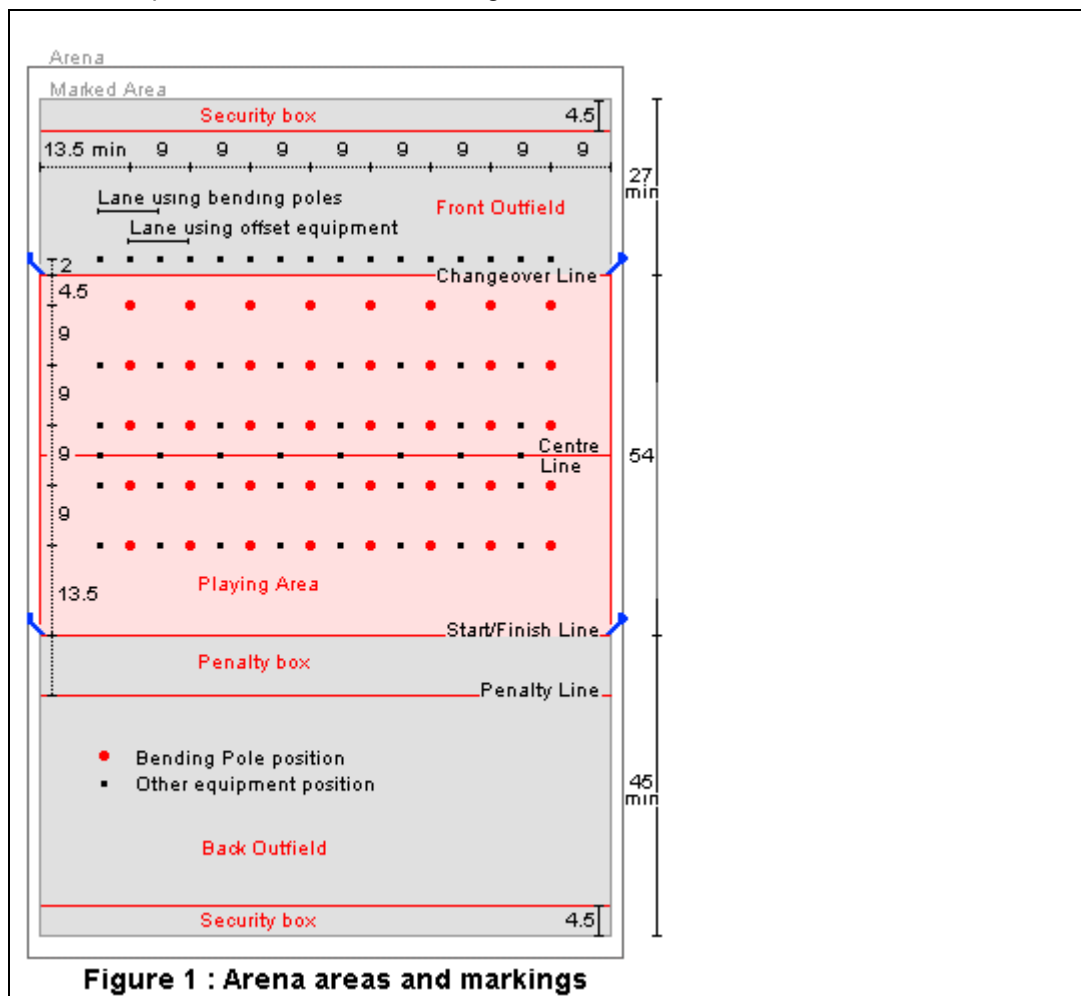 Arena
Marked Area
Security box 4.5
13.5 min 9 9 9 9 9 9 9 9
27
min
Lane using bending poles
Front Outfield
Lane using offset equipment
2
Changeover Line
4.5
9
9
Centre
9
Line
54
9
Playing Area
13.5
Start/Finish Line
Penalty box
Penalty Line
Bending Pole position
Other equipment position
45
min
Back Outfield
Security box 4.5
Figure 1 : Arena areas and markings